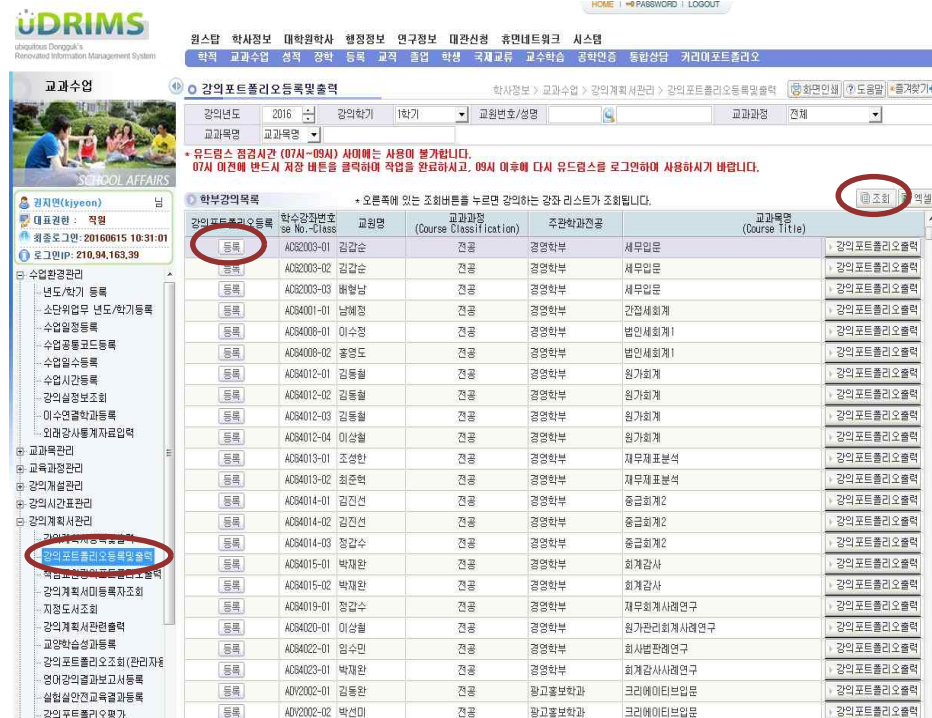 HOME | PASSWORD | LOGOUT
üDRIMS
ubiquitous Dongguk's
Renovated Information Management System
원스탑 학사정보 대학원학사 행정정보 연구정보 대관신청 휴먼네트워크 시스템
학적 교과수업 성적 장학 등록 교직 졸업 학생 국제교류 교수학습 공학인증 통합상담 커리어포트폴리오
교과수업
SCHOOL AFFAIRS
강의포트폴리오등록및출력
학사정보 > 교과수업 > 강의계획서관리 > 강의포트폴리오등록및출력
화면인쇄 도움말 즐겨찾기
강의년도 2016 강의학기 1학기 교원번호/성명 교과과정 전체
교과목명 교과목명
* 유드림스 점검시간 (07시~09시) 사이에는 사용이 불가합니다.
07시 이전에 반드시 저장 버튼을 클릭하여 작업을 완료하시고, 09시 이후에 다시 유드림스를 로그인하여 사용하시기 바랍니다.
권지연(kjyeon) 님
대표권한 : 직원
최종로그인: 20160615 10:31:01
로그인IP: 210.94.163.39
학부강의목록
* 오른쪽에 있는 조회버튼을 누르면 강의하는 강좌 리스트가 조회됩니다.
조회 엑셀
강의포트폴리오등록 학수강좌번호 교원명 교과과정 주관학과전공 교과목명
se No.-Class (Course Classification) (Course Title)
등록 AC62003-01 김갑순 전공 경영학부 세무입문 강의포트폴리오출력
등록 AC62003-02 김갑순 전공 경영학부 세무입문 강의포트폴리오출력
등록 AC62003-03 배형남 전공 경영학부 세무입문 강의포트폴리오출력
등록 AC64001-01 남혜정 전공 경영학부 간접세회계 강의포트폴리오출력
등록 AC64008-01 이수정 전공 경영학부 법인세회계1 강의포트폴리오출력
등록 AC64008-02 홍영도 전공 경영학부 법인세회계1 강의포트폴리오출력
등록 AC64012-01 김동철 전공 경영학부 원가회계 강의포트폴리오출력
등록 AC64012-02 김동철 전공 경영학부 원가회계 강의포트폴리오출력
등록 AC64012-03 김동철 전공 경영학부 원가회계 강의포트폴리오출력
등록 AC64012-04 이상철 전공 경영학부 원가회계 강의포트폴리오출력
등록 AC64013-01 조성한 전공 경영학부 재무제표분석 강의포트폴리오출력
등록 AC64013-02 최준혁 전공 경영학부 재무제표분석 강의포트폴리오출력
등록 AC64014-01 김진선 전공 경영학부 중급회계2 강의포트폴리오출력
등록 AC64014-02 김진선 전공 경영학부 중급회계2 강의포트폴리오출력
등록 AC64014-03 정갑수 전공 경영학부 중급회계2 강의포트폴리오출력
등록 AC64015-01 박재완 전공 경영학부 회계감사 강의포트폴리오출력
등록 AC64015-02 박재완 전공 경영학부 회계감사 강의포트폴리오출력
등록 AC64019-01 정갑수 전공 경영학부 재무회계사례연구 강의포트폴리오출력
등록 AC64020-01 이상철 전공 경영학부 원가관리회계사례연구 강의포트폴리오출력
등록 AC64022-01 임수민 전공 경영학부 회사법판례연구 강의포트폴리오출력
등록 AC64023-01 박재완 전공 경영학부 회계감사사례연구 강의포트폴리오출력
등록 ADV2002-01 김동완 전공 광고홍보학과 크리에이티브입문 강의포트폴리오출력
등록 ADV2002-02 박선미 전공 광고홍보학과 크리에이티브입문 강의포트폴리오출력
수업환경관리
년도/학기 등록
소단위업무 년도/학기등록
수업일정등록
수업공통코드등록
수업일수등록
수업시간등록
강의실정보조회
이수연결학과등록
외래강사통계자료입력
교과목관리
교육과정관리
강의개설관리
강의시간표관리
강의계획서관리
강의계획서등록및출력
강의포트폴리오등록및출력
책임교원강의포트폴리오출력
강의계획서미등록자조회
지정도서조회
강의계획서관련출력
교양학습성과등록
강의포트폴리오조회(관리자용
영어강의결과보고서등록
실험실안전교육결과등록
강의포트폴리오평가